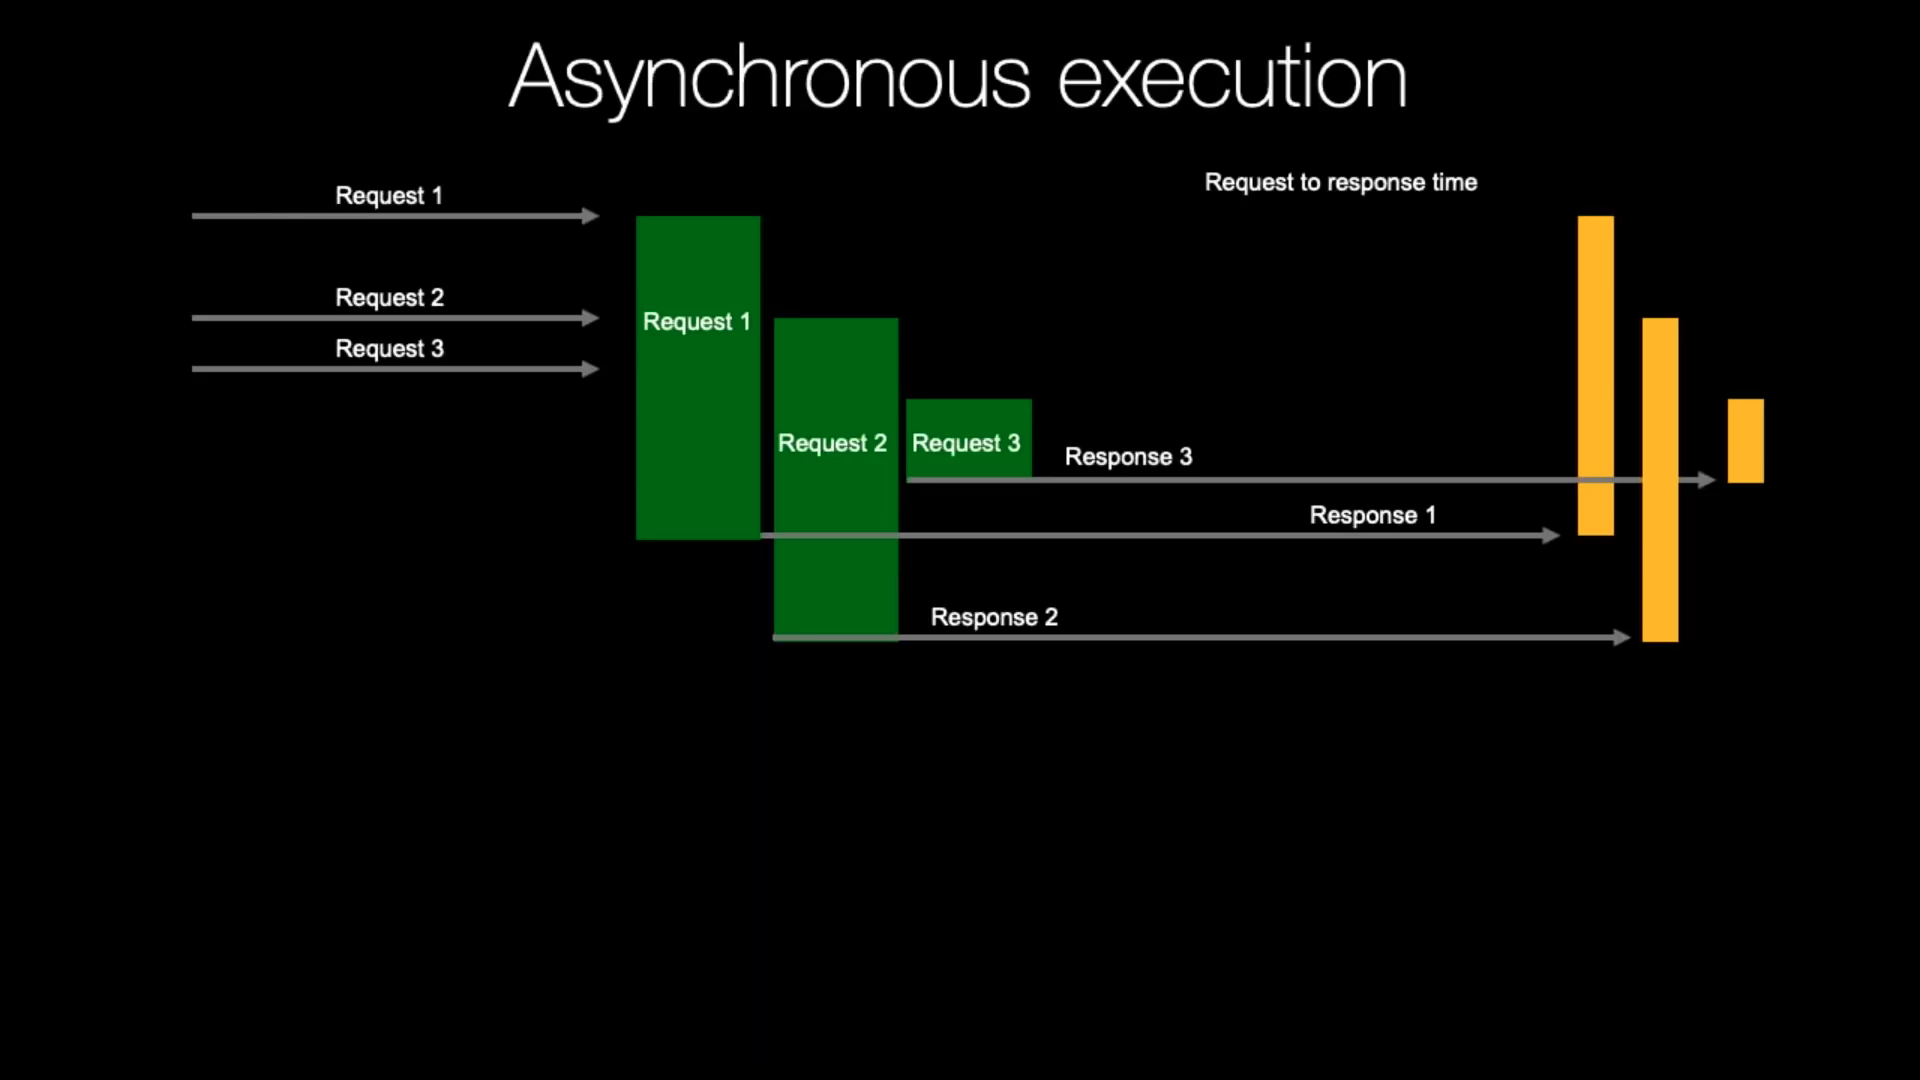 Asynchronous execution
Request to response time
Request 1
Request 2
Request 3
Request 1
Request 2
Request 3
Response 3
Response 1
Response 2